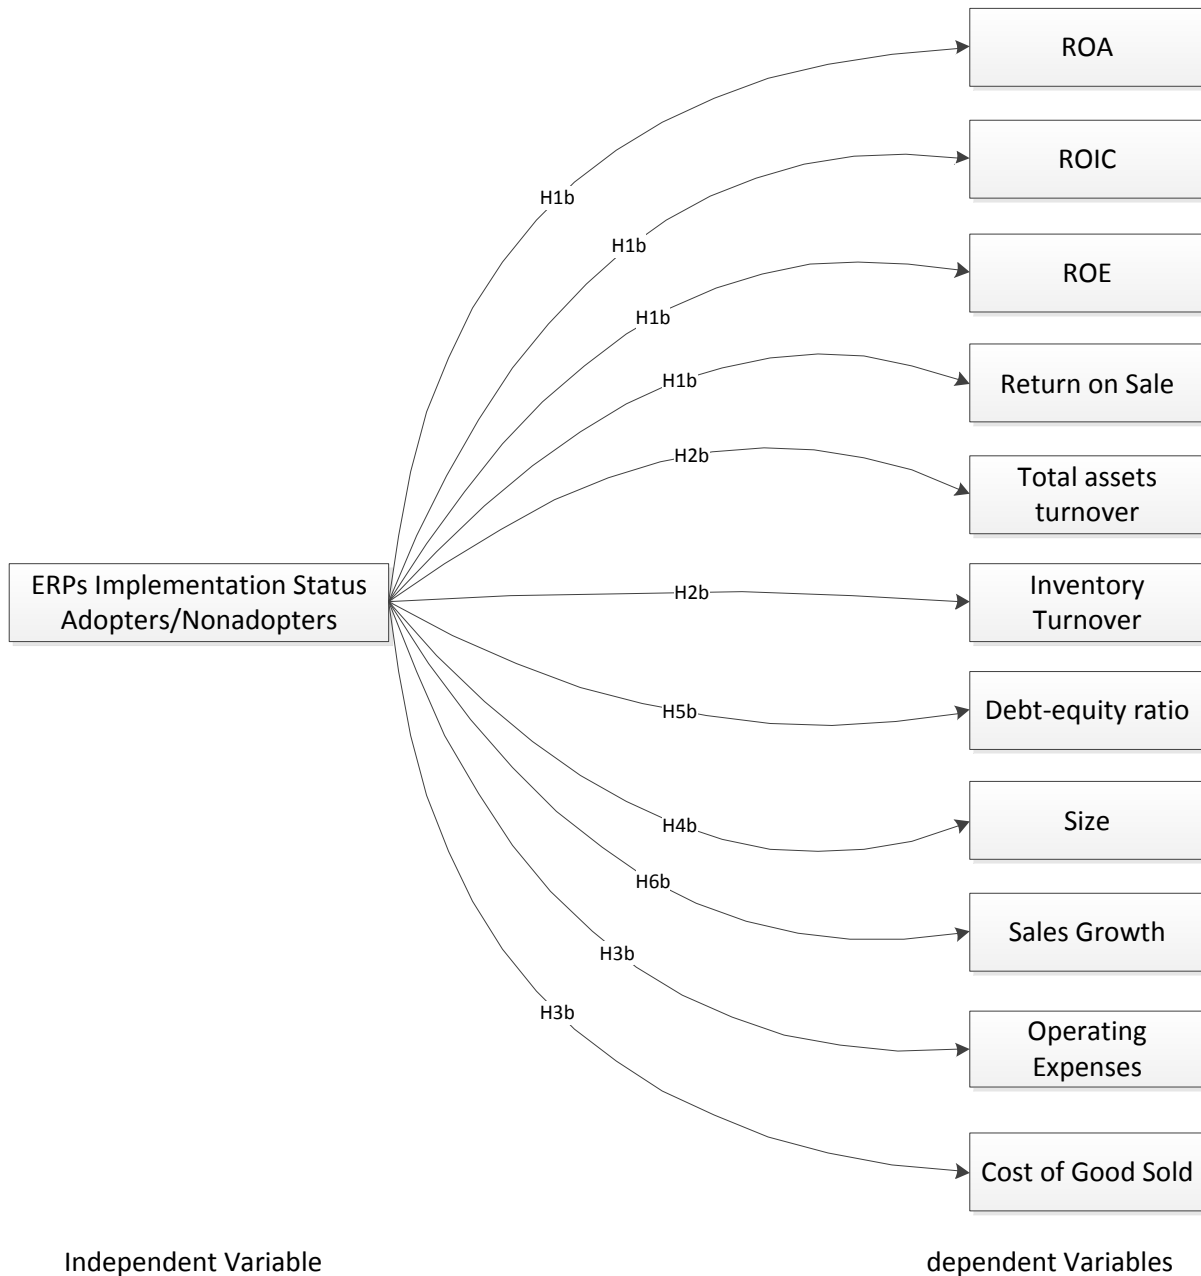 ROA
H1b
ROIC
H1b
ROE
H1b
Return on Sale
H1b
Total assets
turnover
H2b
ERPs Implementation Status
Adopters/Nonadopters
H2b
Inventory
Turnover
H5b
Debt-equity ratio
H4b
Size
H6b
Sales Growth
H3b
Operating
Expenses
H3b
Cost of Good Sold
Independent Variable
dependent Variables